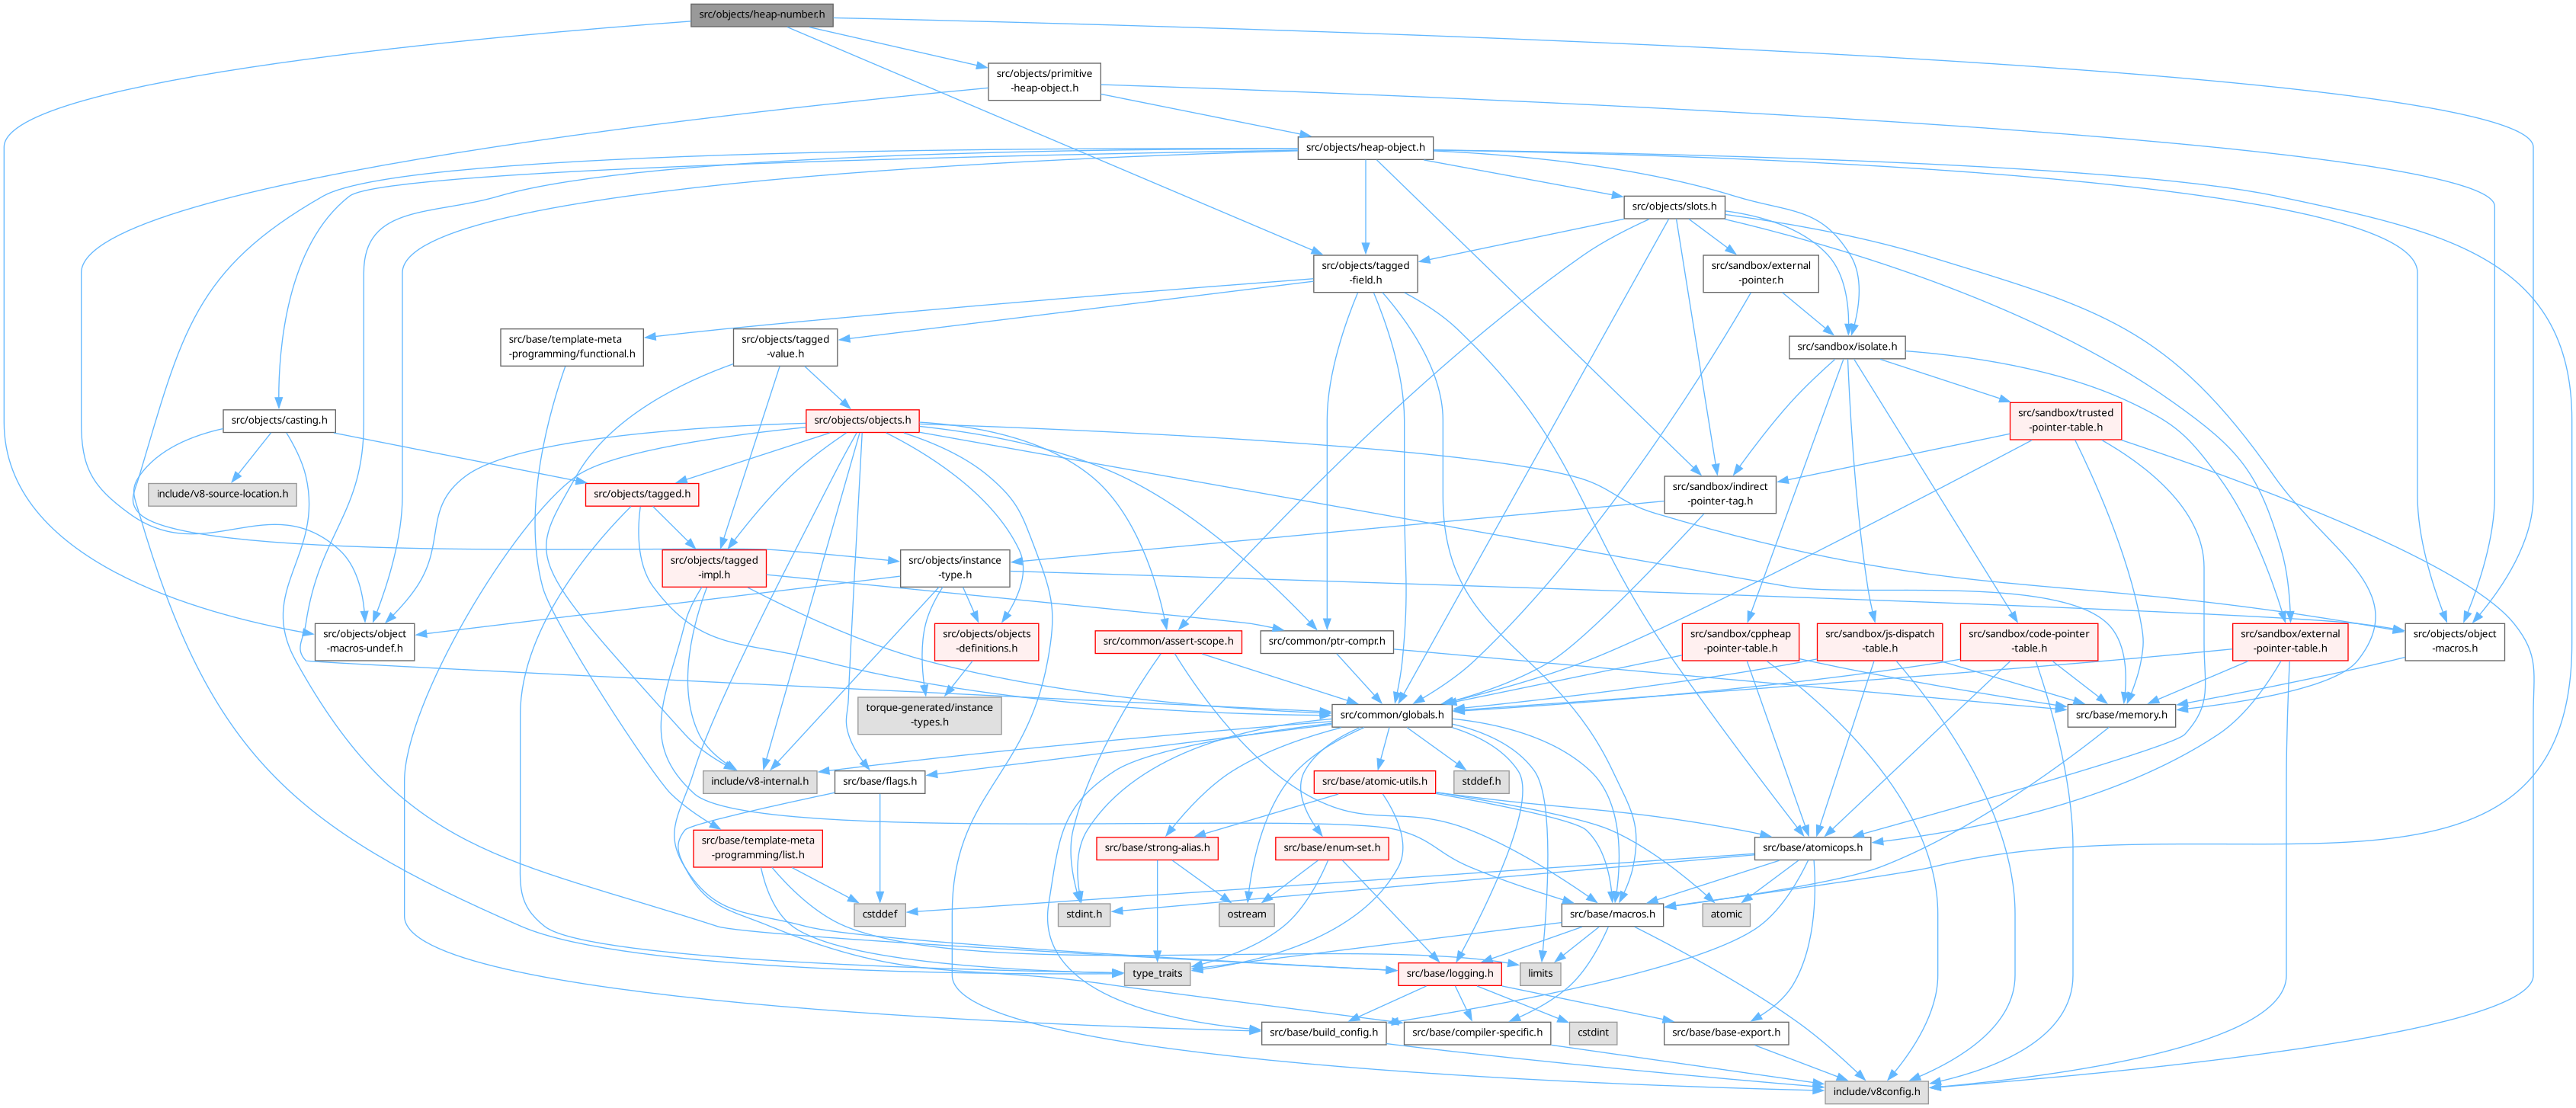 src/objects/heap-number.h
src/objects/primitive
-heap-object.h
src/objects/heap-object.h
src/objects/slots.h
src/objects/tagged
-field.h
src/sandbox/external
-pointer.h
src/base/template-meta
-programming/functional.h
src/objects/tagged
-value.h
src/sandbox/isolate.h
src/objects/casting.h
src/objects/objects.h
src/sandbox/trusted
-pointer-table.h
include/v8-source-location.h
src/objects/tagged.h
src/sandbox/indirect
-pointer-tag.h
src/objects/tagged
-impl.h
src/objects/instance
-type.h
src/objects/object
-macros-undef.h
src/objects/objects
-definitions.h
src/common/assert-scope.h
src/common/ptr-compr.h
src/sandbox/cppheap
-pointer-table.h
src/sandbox/js-dispatch
-table.h
src/sandbox/code-pointer
-table.h
src/sandbox/external
-pointer-table.h
src/objects/object
-macros.h
torque-generated/instance
-types.h
src/common/globals.h
src/base/memory.h
include/v8-internal.h
src/base/flags.h
src/base/atomic-utils.h
stddef.h
src/base/template-meta
-programming/list.h
src/base/strong-alias.h
src/base/enum-set.h
src/base/atomicops.h
cstddef
stdint.h
ostream
src/base/macros.h
atomic
type_traits
src/base/logging.h
limits
src/base/build_config.h
src/base/compiler-specific.h
cstdint
src/base/base-export.h
include/v8config.h